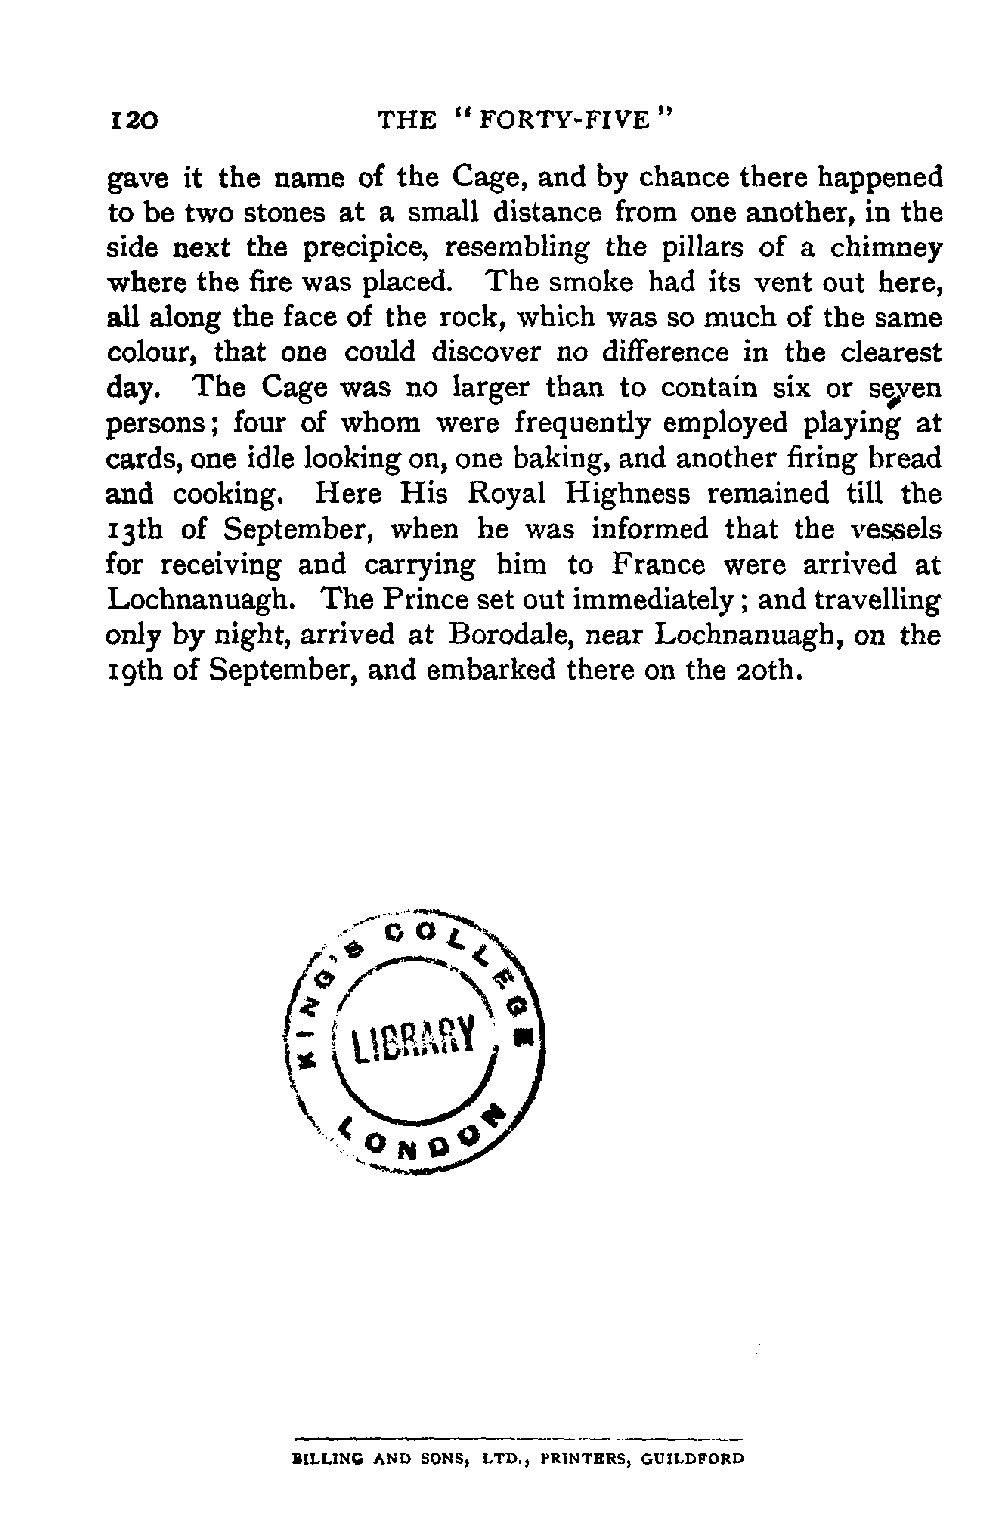 120 THE “FORTY-FIVE”
gave it the name of the Cage, and by chance there happened
to be two stones at a small distance from one another, in the
side next the precipice, resembling the pillars of a chimney
where the fire was placed. The smoke had its vent out here,
all along the face of the rock, which was so much of the same
colour, that one could discover no difference in the clearest
day. The Cage was no larger than to contain six or seven
persons; four of whom were frequently employed playing at
cards, one idle looking on, one baking, and another firing bread
and cooking. Here His Royal Highness remained till the
13th of September, when he was informed that the vessels
for receiving and carrying him to France were arrived at
Lochnanuagh. The Prince set out immediately; and travelling
only by night, arrived at Borodale, near Lochnanuagh, on the
19th of September, and embarked there on the 20th.
KING'S COLLEGE
LIBRARY
LONDON
BILLING AND SONS, LTD., PRINTERS, GUILDFORD